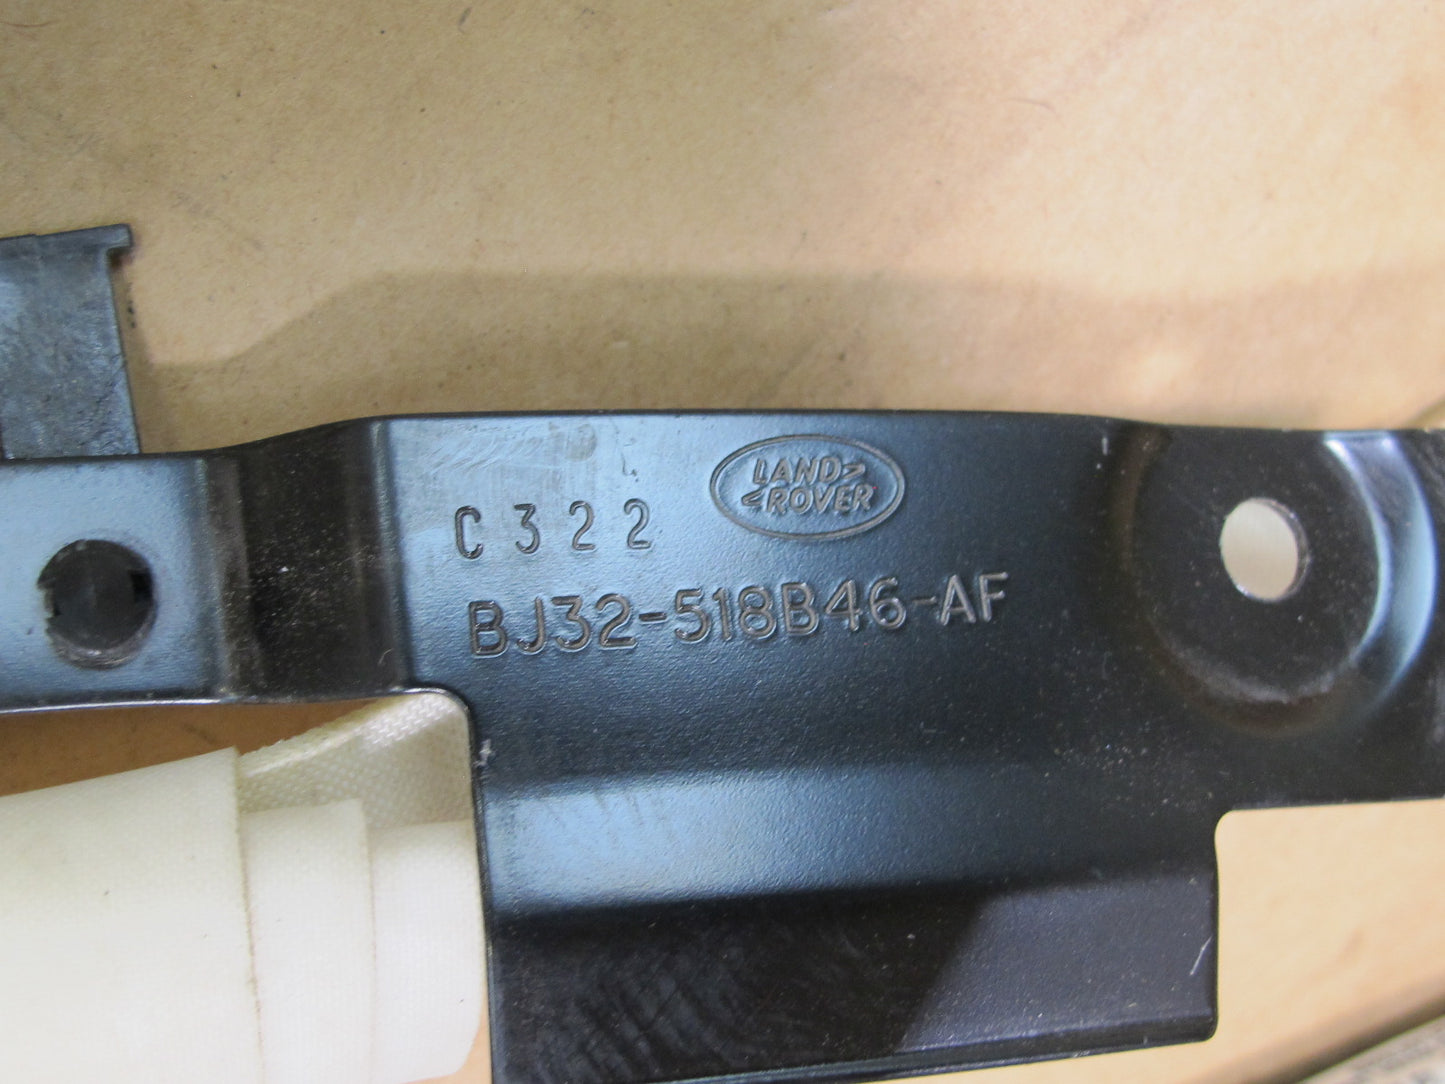 LAND
ROVER
C322
BJ32-518B46-AF